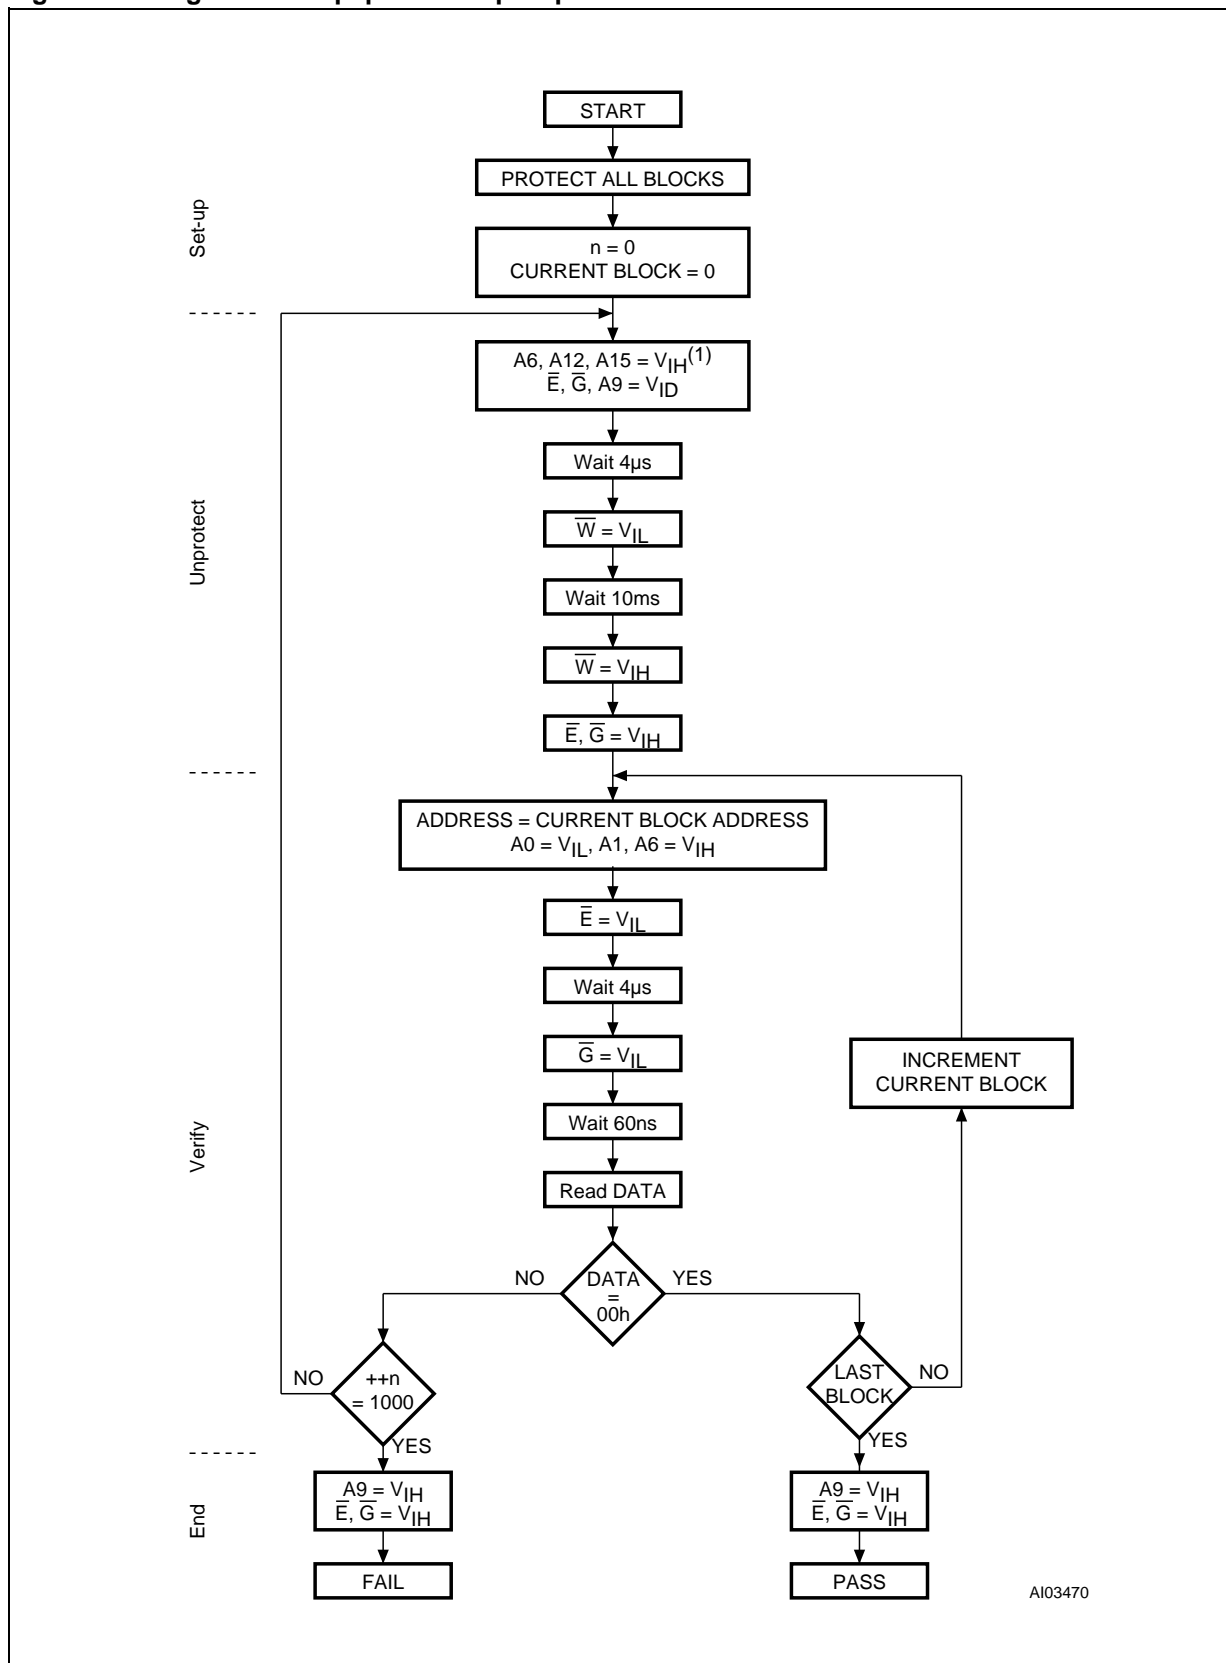 START
PROTECT ALL BLOCKS
Set-up
n = 0
CURRENT BLOCK = 0
A6, A12, A15 = VIH(1)
E̅, G̅, A9 = VID
Wait 4µs
Unprotect
W̅ = VIL
Wait 10ms
W̅ = VIH
E̅, G̅ = VIH
ADDRESS = CURRENT BLOCK ADDRESS
A0 = VIL, A1, A6 = VIH
E̅ = VIL
Wait 4µs
G̅ = VIL
INCREMENT
CURRENT BLOCK
Wait 60ns
Verify
Read DATA
NO
DATA
=
00h
YES
NO
++n
= 1000
YES
LAST
BLOCK
NO
YES
End
A9 = VIH
E̅, G̅ = VIH
A9 = VIH
E̅, G̅ = VIH
FAIL
PASS
AI03470